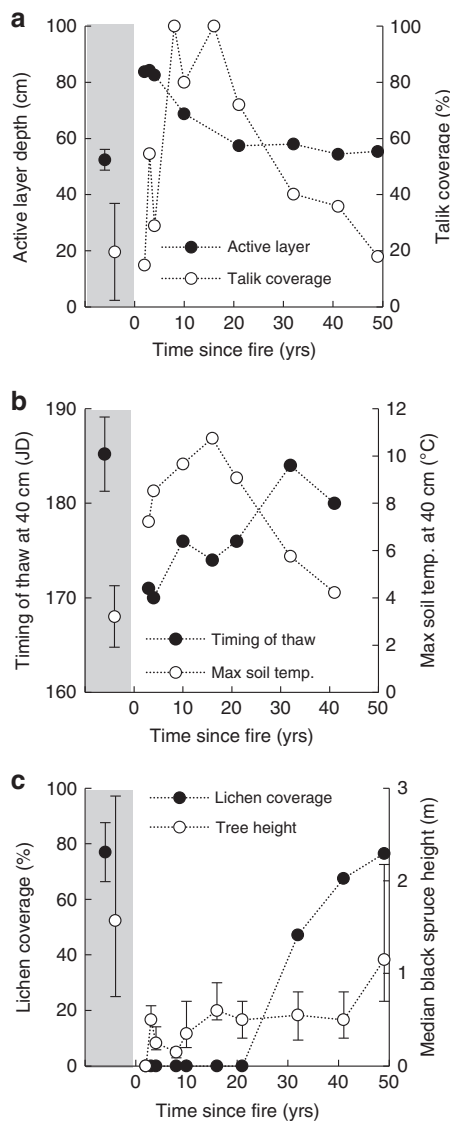 a
100
80
60
40
20
0
Active layer depth (cm)
100
80
60
40
20
0
Talik coverage (%)
Active layer
Talik coverage
0 10 20 30 40 50
Time since fire (yrs)
b
190
180
170
160
Timing of thaw at 40 cm (JD)
12
10
8
6
4
2
0
Max soil temp. at 40 cm (°C)
Timing of thaw
Max soil temp.
0 10 20 30 40 50
Time since fire (yrs)
c
100
80
60
40
20
0
Lichen coverage (%)
3
2
1
0
Median black spruce height (m)
Lichen coverage
Tree height
0 10 20 30 40 50
Time since fire (yrs)